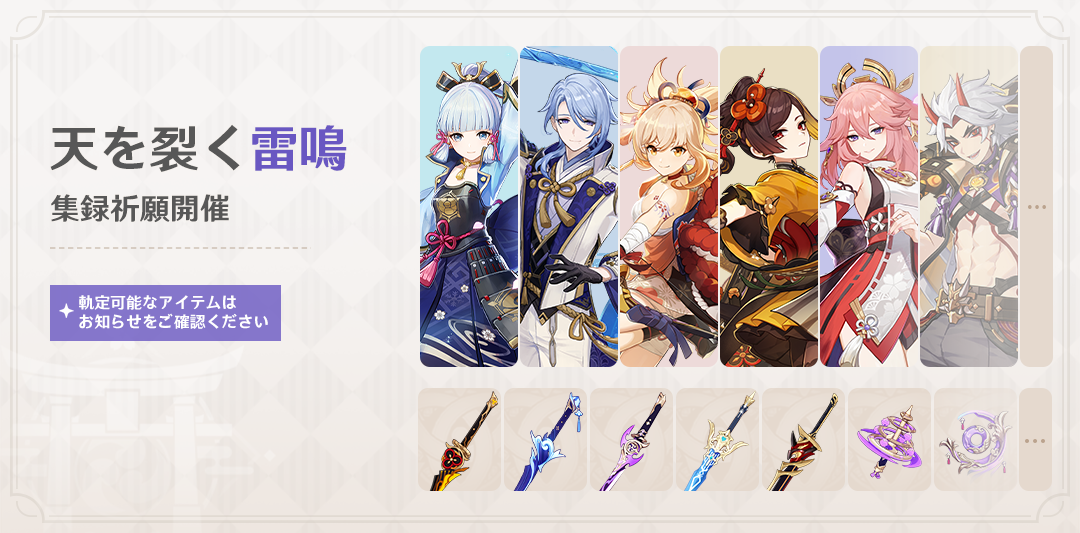 天を裂く雷鳴
集録祈願開催
軌定可能なアイテムは
お知らせをご確認ください